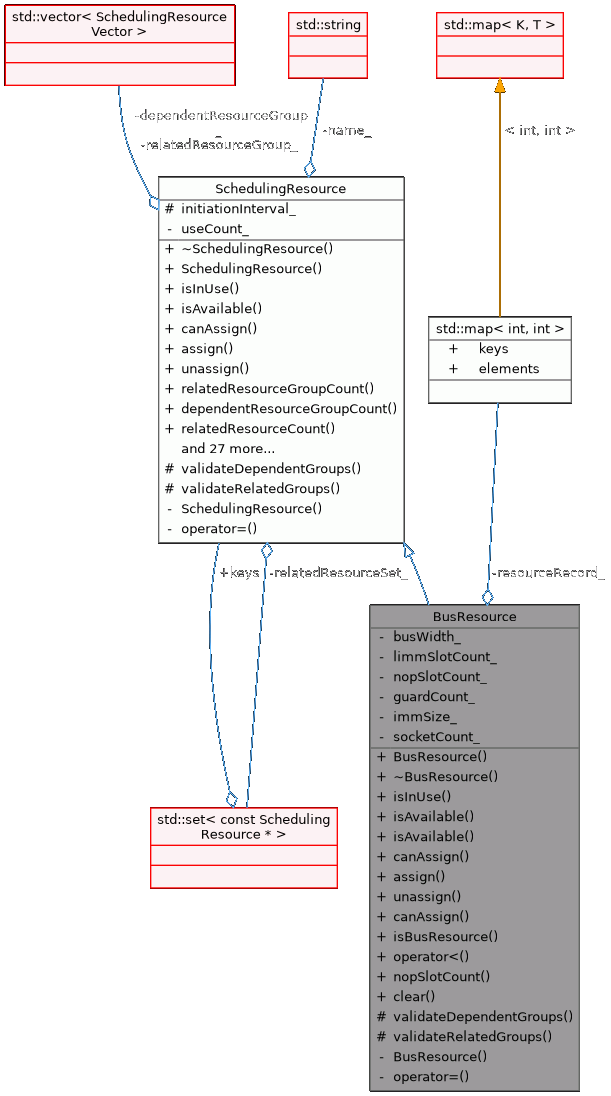 std::vector< SchedulingResource
Vector >
std::string
std::map< K, T >
-dependentResourceGroup
_
-relatedResourceGroup_
-name_
< int, int >
SchedulingResource
# initiationInterval_
- useCount_
+ ~SchedulingResource()
+ SchedulingResource()
+ isInUse()
+ isAvailable()
+ canAssign()
+ assign()
+ unassign()
+ relatedResourceGroupCount()
+ dependentResourceGroupCount()
+ relatedResourceCount()
and 27 more...
# validateDependentGroups()
# validateRelatedGroups()
- SchedulingResource()
- operator=()
std::map< int, int >
+ keys
+ elements
+keys
-relatedResourceSet_
-resourceRecord_
BusResource
- busWidth_
- limmSlotCount_
- nopSlotCount_
- guardCount_
- immSize_
- socketCount_
+ BusResource()
+ ~BusResource()
+ isInUse()
+ isAvailable()
+ isAvailable()
+ canAssign()
+ assign()
+ unassign()
+ canAssign()
+ isBusResource()
+ operator<()
+ nopSlotCount()
+ clear()
# validateDependentGroups()
# validateRelatedGroups()
- BusResource()
- operator=()
std::set< const Scheduling
Resource * >